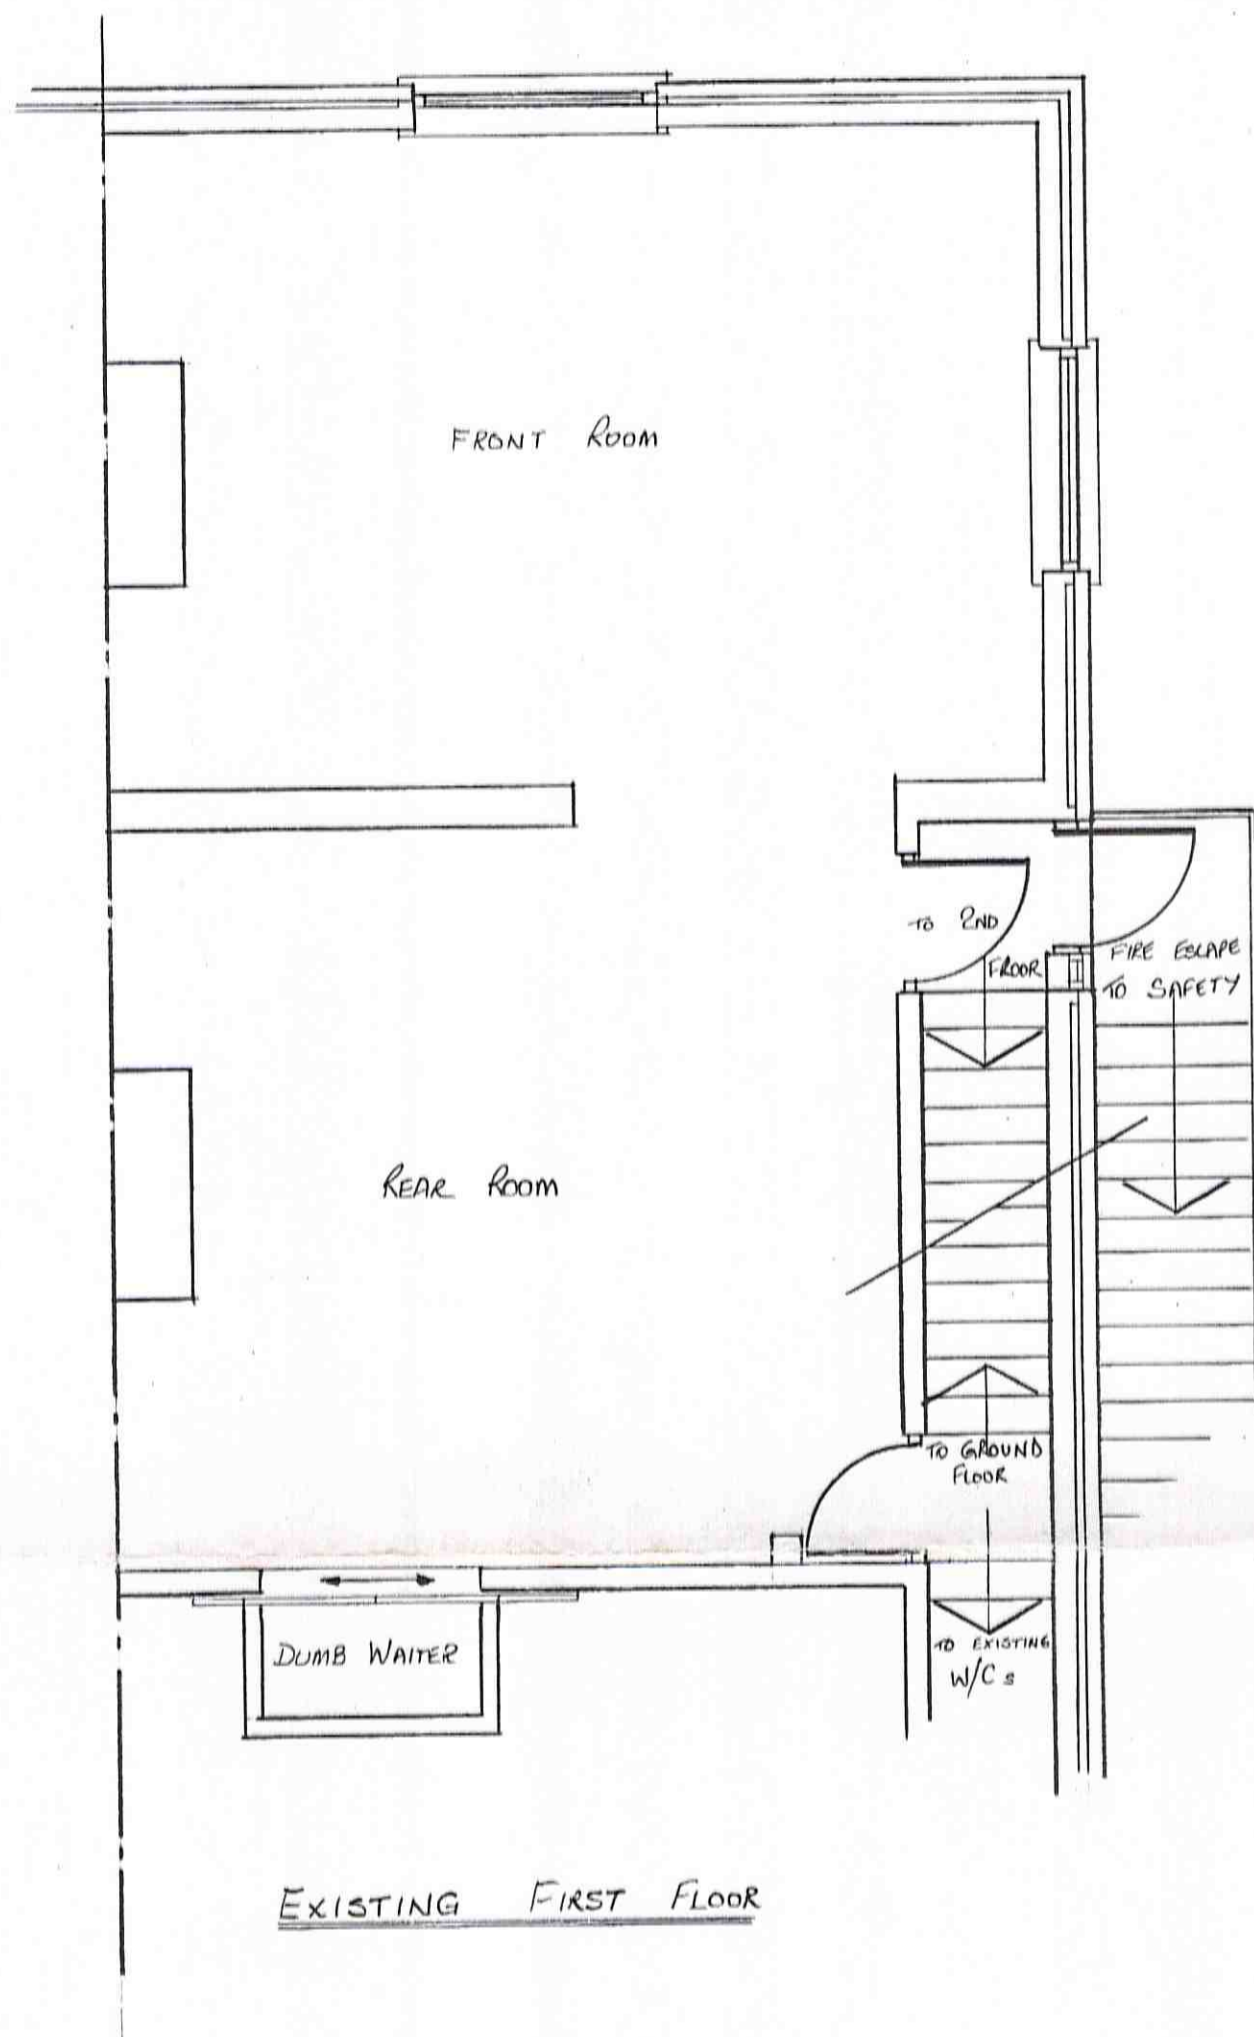 FRONT ROOM
TO 2ND
FROOR
FIRE ESCAPE
TO SAFETY
REAR ROOM
TO GROUND
FLOOR
DUMB WAITER
TO EXISTING
W/Cs
EXISTING FIRST FLOOR